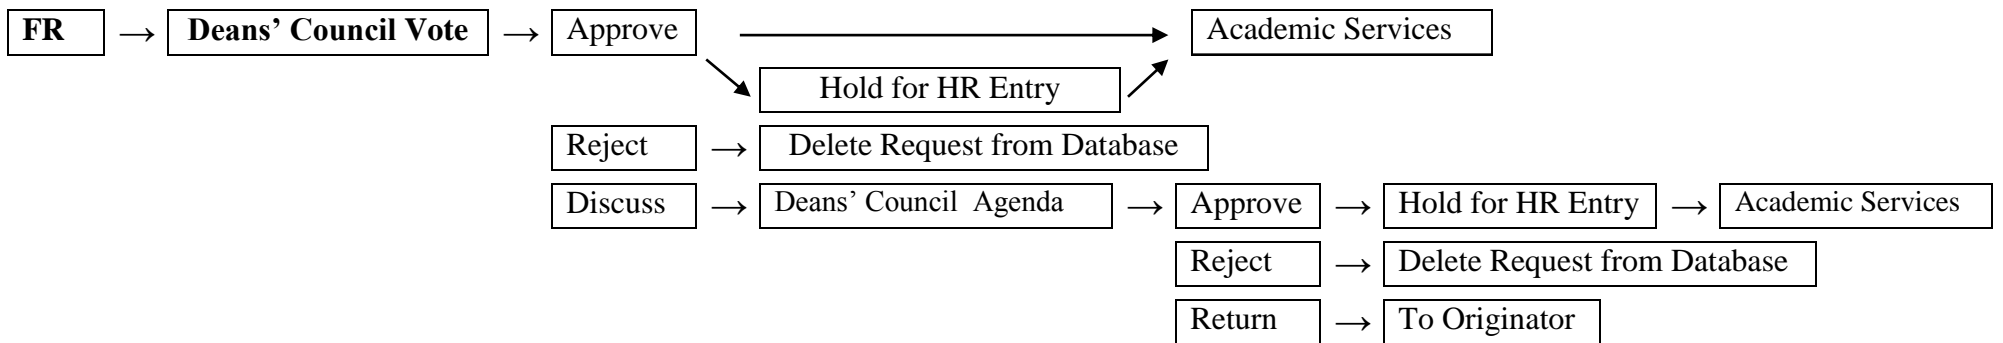 FR → Deans’ Council Vote → Approve Academic Services
Hold for HR Entry
Reject → Delete Request from Database
Discuss → Deans’ Council Agenda → Approve → Hold for HR Entry → Academic Services
Reject → Delete Request from Database
Return → To Originator